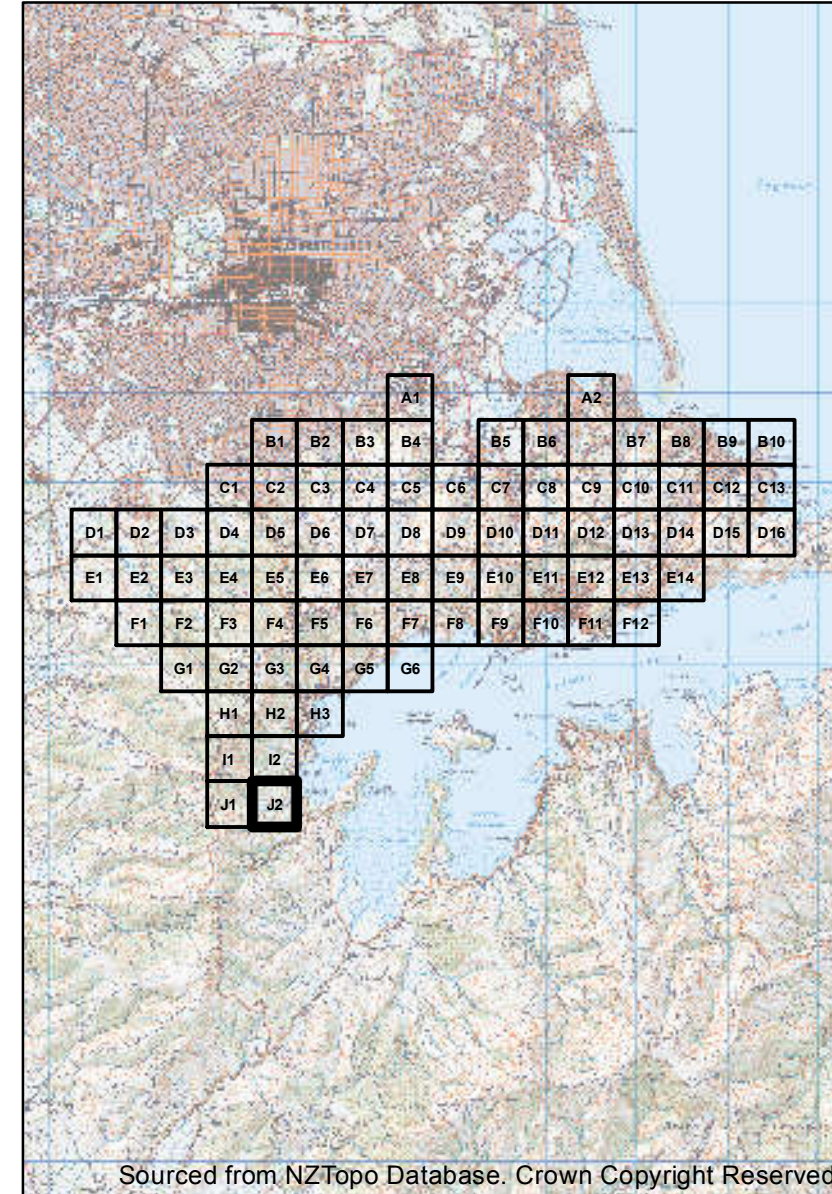 A1 A2
B1 B2 B3 B4 B5 B6 B7 B8 B9 B10
C1 C2 C3 C4 C5 C6 C7 C8 C9 C10 C11 C12 C13
D1 D2 D3 D4 D5 D6 D7 D8 D9 D10 D11 D12 D13 D14 D15 D16
E1 E2 E3 E4 E5 E6 E7 E8 E9 E10 E11 E12 E13 E14
F1 F2 F3 F4 F5 F6 F7 F8 F9 F10 F11 F12
G1 G2 G3 G4 G5 G6
H1 H2 H3
I1 I2
J1 J2
Sourced from NZTopo Database. Crown Copyright Reserved